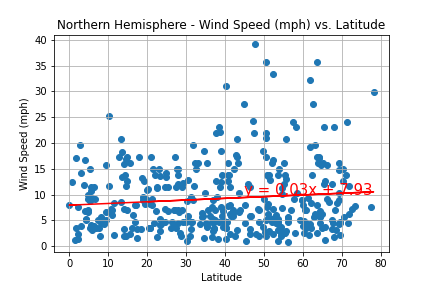 Northern Hemisphere - Wind Speed (mph) vs. Latitude
40
35
30
25
20
15
10
5
0
Wind Speed (mph)
y = 0.03x + 7.93
0 10 20 30 40 50 60 70 80
Latitude